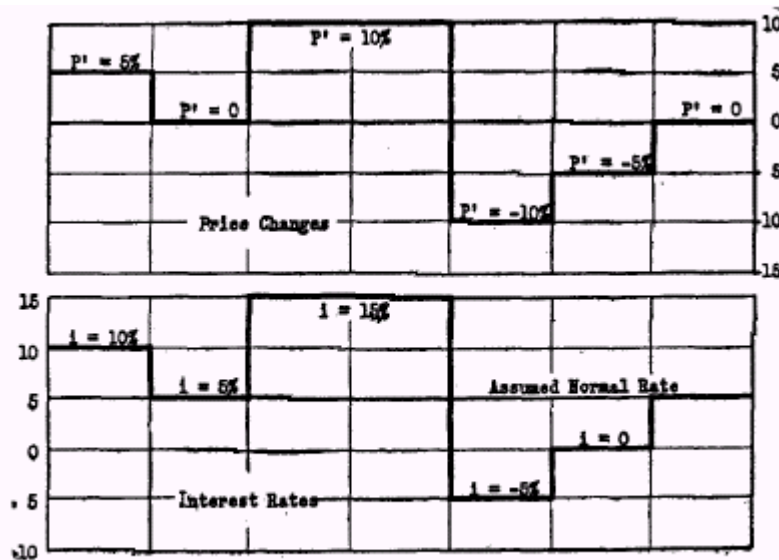 10
P' = 10%
P' = 5%
5
P' = 0
P' = 0
0
P' = -5%
5
P' = -10%
Price Changes
-10
-15
15
i = 15%
i = 10%
10
i = 5%
Assumed Normal Rate
5
i = 0
0
i = -5%
Interest Rates
. 5
-10